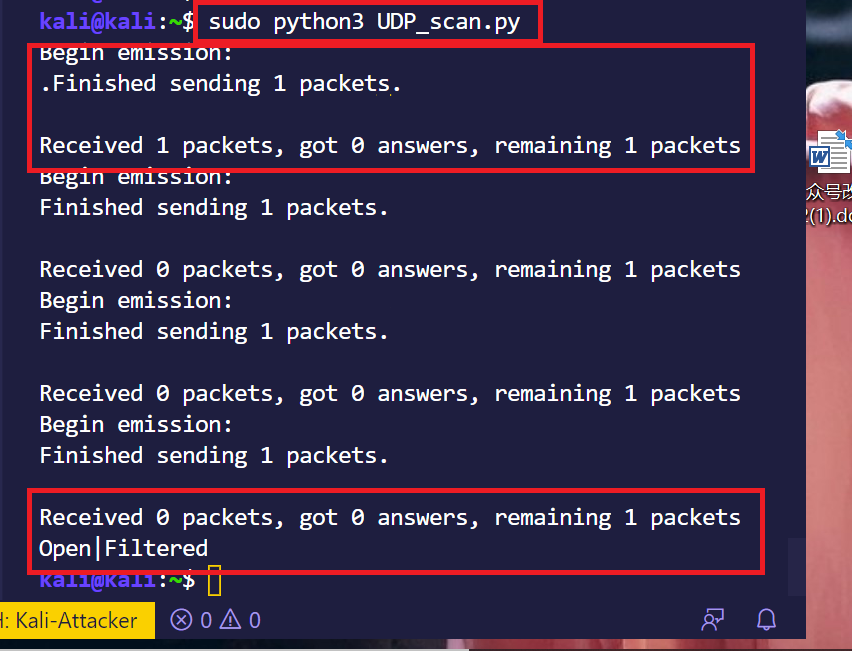 kali@kali:~$ sudo python3 UDP_scan.py
Begin emission:
.Finished sending 1 packets.
Received 1 packets, got 0 answers, remaining 1 packets
Begin emission:
Finished sending 1 packets.
Received 0 packets, got 0 answers, remaining 1 packets
Begin emission:
Finished sending 1 packets.
Received 0 packets, got 0 answers, remaining 1 packets
Begin emission:
Finished sending 1 packets.
Received 0 packets, got 0 answers, remaining 1 packets
Open|Filtered
kali@kali:~$
: Kali-Attacker 0 0
W
众号改
(1).do